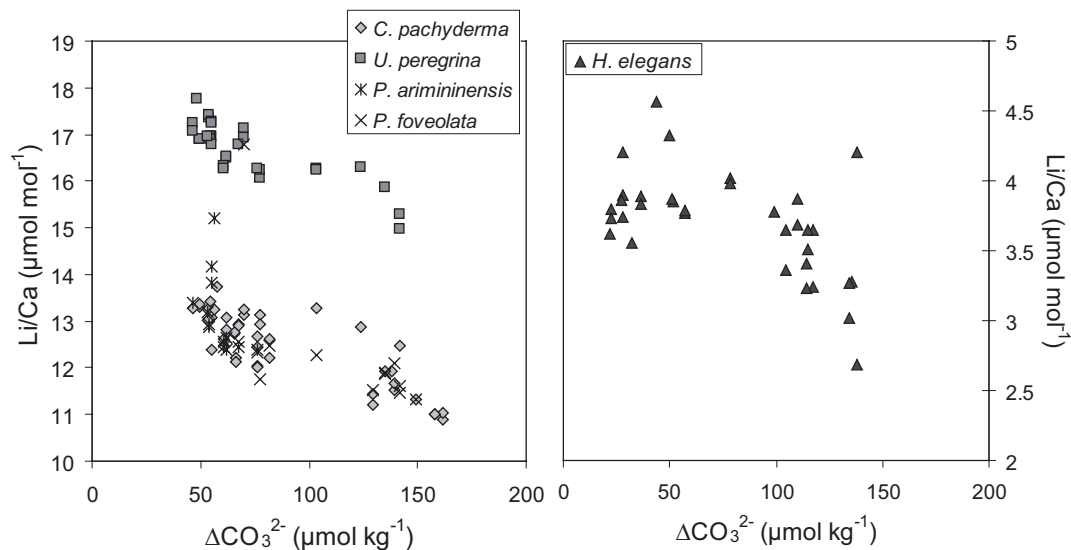 C. pachyderma
U. peregrina
P. arimininensis
P. foveolata
19
18
17
16
15
14
13
12
11
10
Li/Ca (µmol mol⁻¹)
0 50 100 150 200
ΔCO₃²⁻ (µmol kg⁻¹)
H. elegans
5
4.5
4
3.5
3
2.5
2
Li/Ca (µmol mol⁻¹)
0 50 100 150 200
ΔCO₃²⁻ (µmol kg⁻¹)